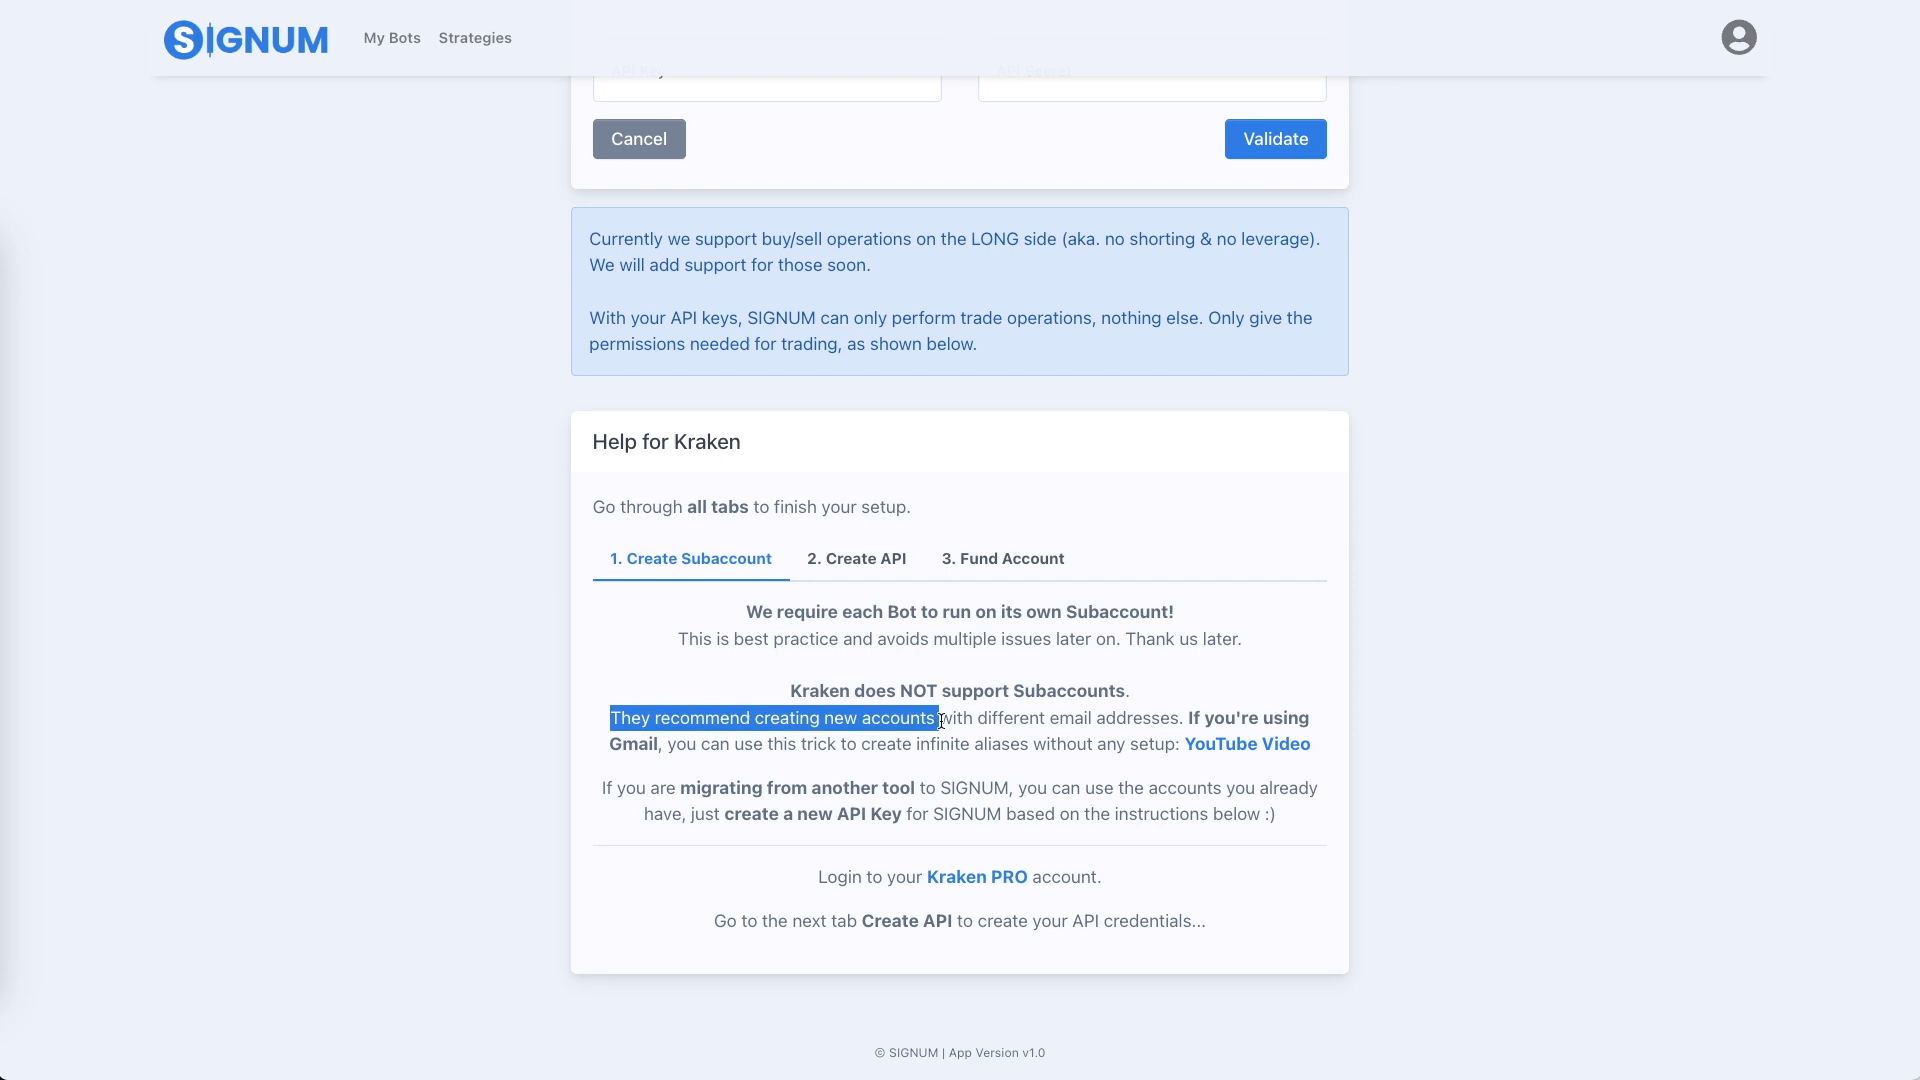 SIGNUM
My Bots
Strategies
API Key
API Secret
Cancel
Validate
Currently we support buy/sell operations on the LONG side (aka. no shorting & no leverage).
We will add support for those soon.
With your API keys, SIGNUM can only perform trade operations, nothing else. Only give the
permissions needed for trading, as shown below.
Help for Kraken
Go through all tabs to finish your setup.
1. Create Subaccount
2. Create API
3. Fund Account
We require each Bot to run on its own Subaccount!
This is best practice and avoids multiple issues later on. Thank us later.
Kraken does NOT support Subaccounts.
They recommend creating new accounts with different email addresses. If you're using
Gmail, you can use this trick to create infinite aliases without any setup: YouTube Video
If you are migrating from another tool to SIGNUM, you can use the accounts you already
have, just create a new API Key for SIGNUM based on the instructions below :)
Login to your Kraken PRO account.
Go to the next tab Create API to create your API credentials...
© SIGNUM | App Version v1.0